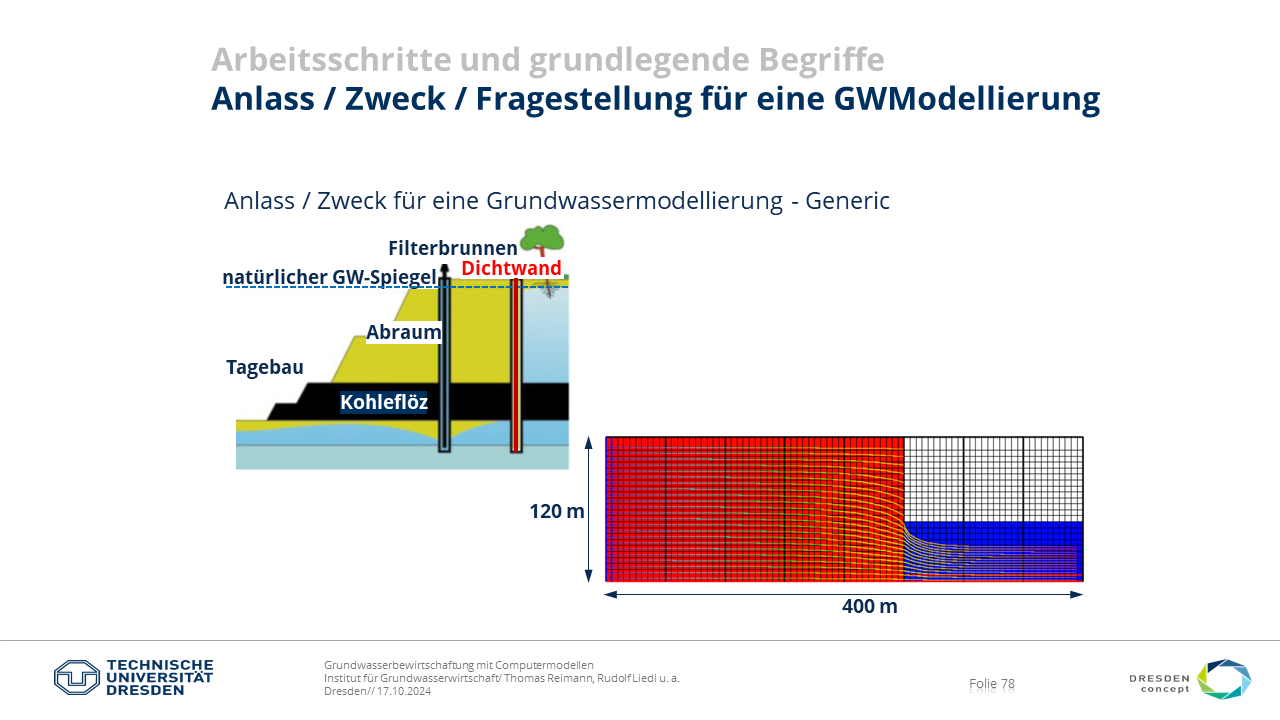 Arbeitsschritte und grundlegende Begriffe
Anlass / Zweck / Fragestellung für eine GWModellierung
Anlass / Zweck für eine Grundwassermodellierung - Generic
Filterbrunnen
Dichtwand
natürlicher GW-Spiegel
Abraum
Tagebau
Kohleflöz
120 m
400 m
TECHNISCHE
UNIVERSITÄT
DRESDEN
Grundwasserbewirtschaftung mit Computermodellen
Institut für Grundwasserwirtschaft/ Thomas Reimann, Rudolf Liedl u. a.
Dresden// 17.10.2024
Folie 78
DRESDEN
concept